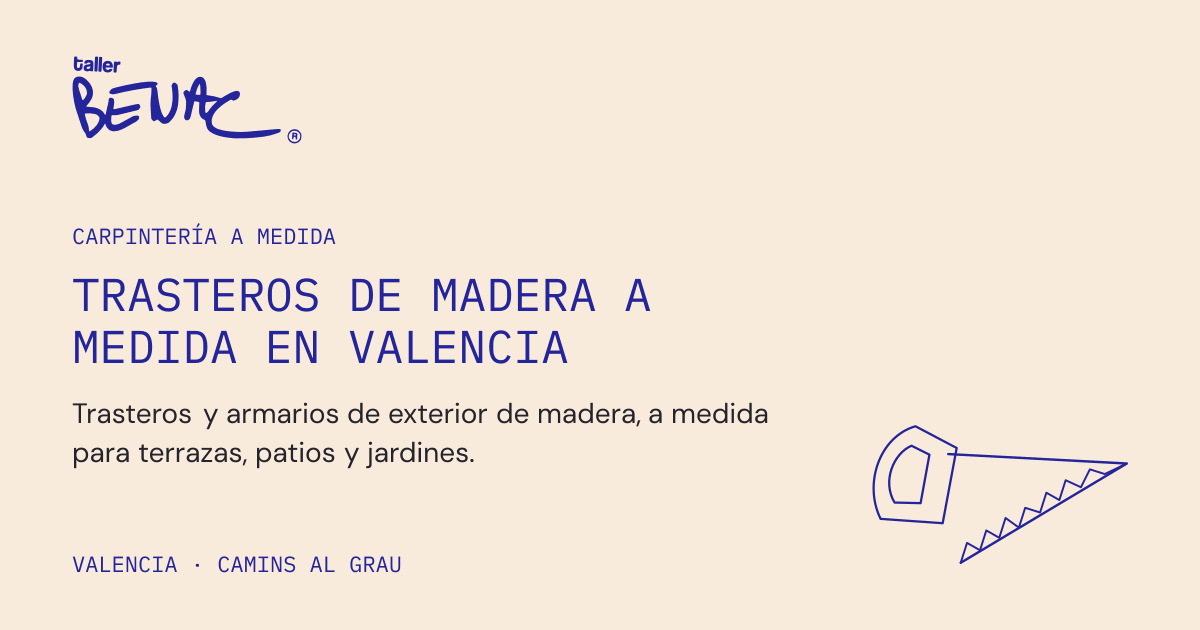 taller
BENAC ®
CARPINTERÍA A MEDIDA
TRASTEROS DE MADERA A
MEDIDA EN VALENCIA
Trasteros y armarios de exterior de madera, a medida
para terrazas, patios y jardines.
VALENCIA · CAMINS AL GRAU